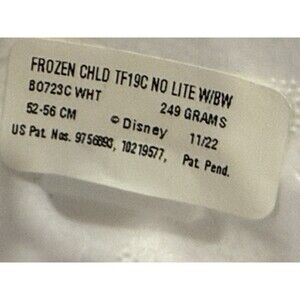 FROZEN CHLD TF19C NO LITE W/BW
B0723C WHT 249 GRAMS
52-56 CM © Disney 11/22
US Pat. Nos. 9756893, 10219577, Pat. Pend.